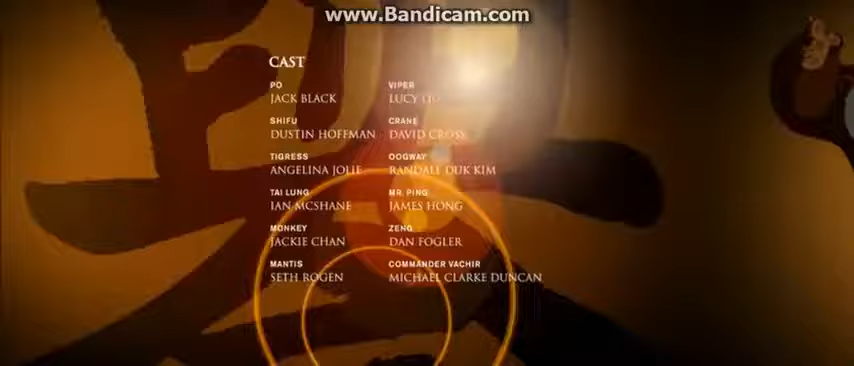 www.Bandicam.com
CAST
PO
JACK BLACK
SHIFU
DUSTIN HOFFMAN
TIGRESS
ANGELINA JOLIE
TAI LUNG
IAN MCSHANE
MONKEY
JACKIE CHAN
MANTIS
SETH ROGEN
VIPER
LUCY LIU
CRANE
DAVID CROSS
OOGWAY
RANDALL DUK KIM
MR. PING
JAMES HONG
ZENG
DAN FOGLER
COMMANDER VACHIR
MICHAEL CLARKE DUNCAN